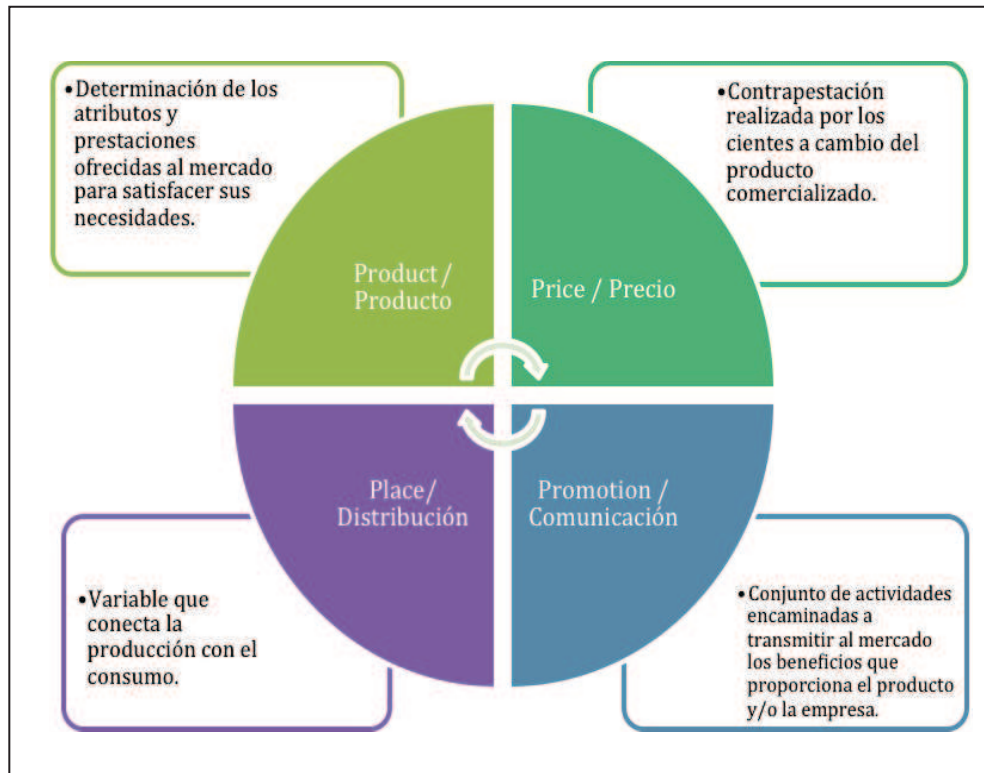 •Determinación de los
atributos y
prestaciones
ofrecidas al mercado
para satisfacer sus
necesidades.
•Contrapestación
realizada por los
cientes a cambio del
producto
comercializado.
Product /
Producto
Price / Precio
Place/
Distribución
Promotion /
Comunicación
•Variable que
conecta la
producción con el
consumo.
•Conjunto de actividades
encaminadas a
transmitir al mercado
los beneficios que
proporciona el producto
y/o la empresa.